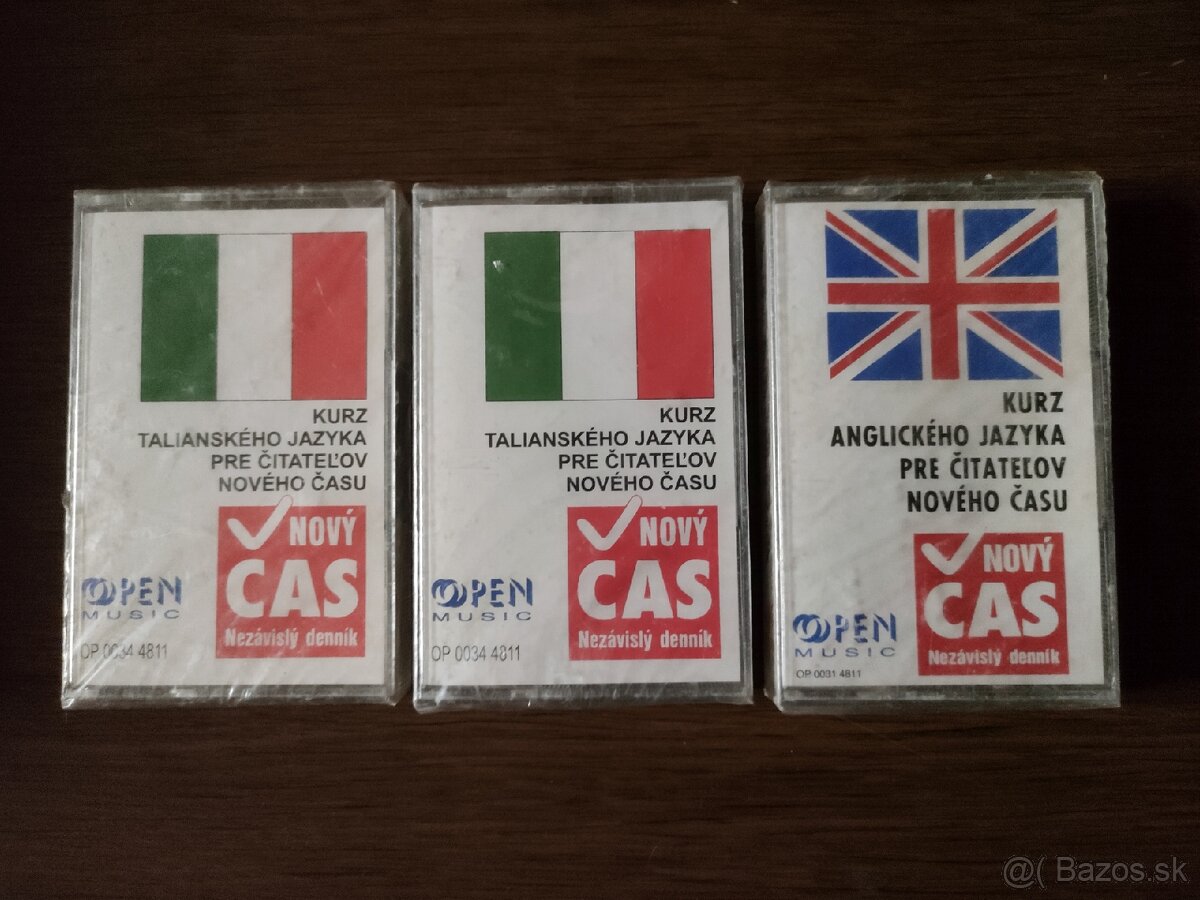 KURZ
TALIANSKÉHO JAZYKA
PRE ČITATEĽOV
NOVÉHO ČASU
NOVÝ
ČAS
Nezávislý denník
OPEN
MUSIC
OP 0034 4811
KURZ
TALIANSKÉHO JAZYKA
PRE ČITATEĽOV
NOVÉHO ČASU
NOVÝ
ČAS
Nezávislý denník
OPEN
MUSIC
OP 0034 4811
KURZ
ANGLICKÉHO JAZYKA
PRE ČITATEĽOV
NOVÉHO ČASU
NOVÝ
ČAS
Nezávislý denník
OPEN
MUSIC
OP 0031 4811
@( Bazos.sk